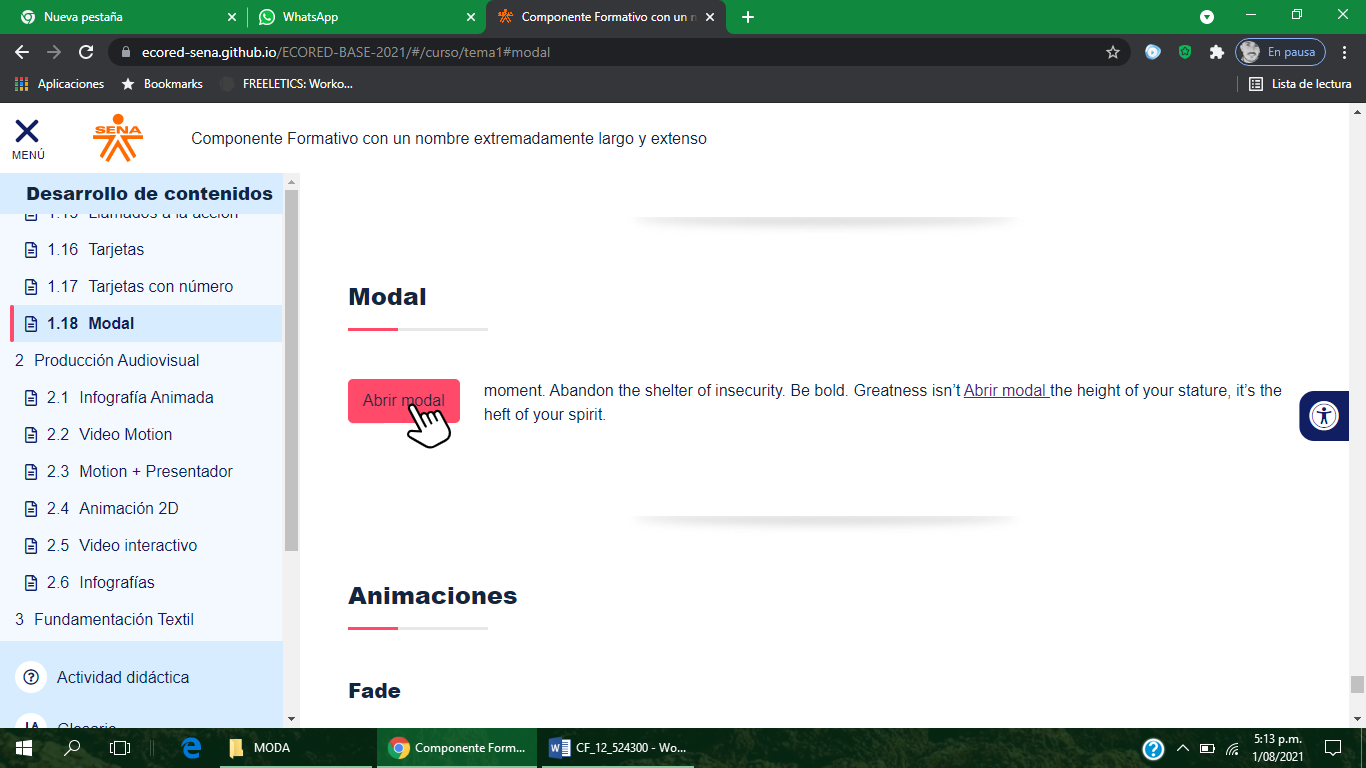 Nueva pestaña
WhatsApp
Componente Formativo con un n
ecored-sena.github.io/ECORED-BASE-2021/#/curso/tema1#modal
En pausa
Aplicaciones
Bookmarks
FREELETICS: Worko...
Lista de lectura
MENÚ
SENA
Componente Formativo con un nombre extremadamente largo y extenso
Desarrollo de contenidos
1.15 Llamados a la acción
1.16 Tarjetas
1.17 Tarjetas con número
1.18 Modal
2 Producción Audiovisual
2.1 Infografía Animada
2.2 Video Motion
2.3 Motion + Presentador
2.4 Animación 2D
2.5 Video interactivo
2.6 Infografías
3 Fundamentación Textil
Actividad didáctica
Glosario
Modal
Abrir modal
moment. Abandon the shelter of insecurity. Be bold. Greatness isn’t Abrir modal the height of your stature, it’s the
heft of your spirit.
Animaciones
Fade
MODA
Componente Form...
CF_12_524300 - Wo...
5:13 p.m.
1/08/2021